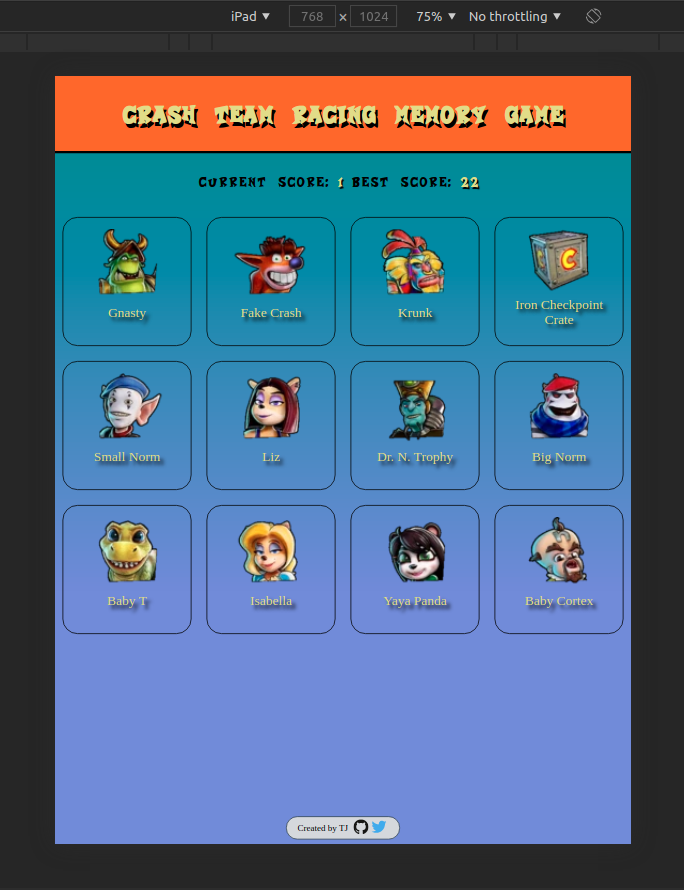 iPad 768 x 1024 75% No throttling
CRASH TEAM RACING MEMORY GAME
CURRENT SCORE: 1 BEST SCORE: 22
Gnasty
Fake Crash
Krunk
Iron Checkpoint
Crate
Small Norm
Liz
Dr. N. Trophy
Big Norm
Baby T
Isabella
Yaya Panda
Baby Cortex
Created by TJ